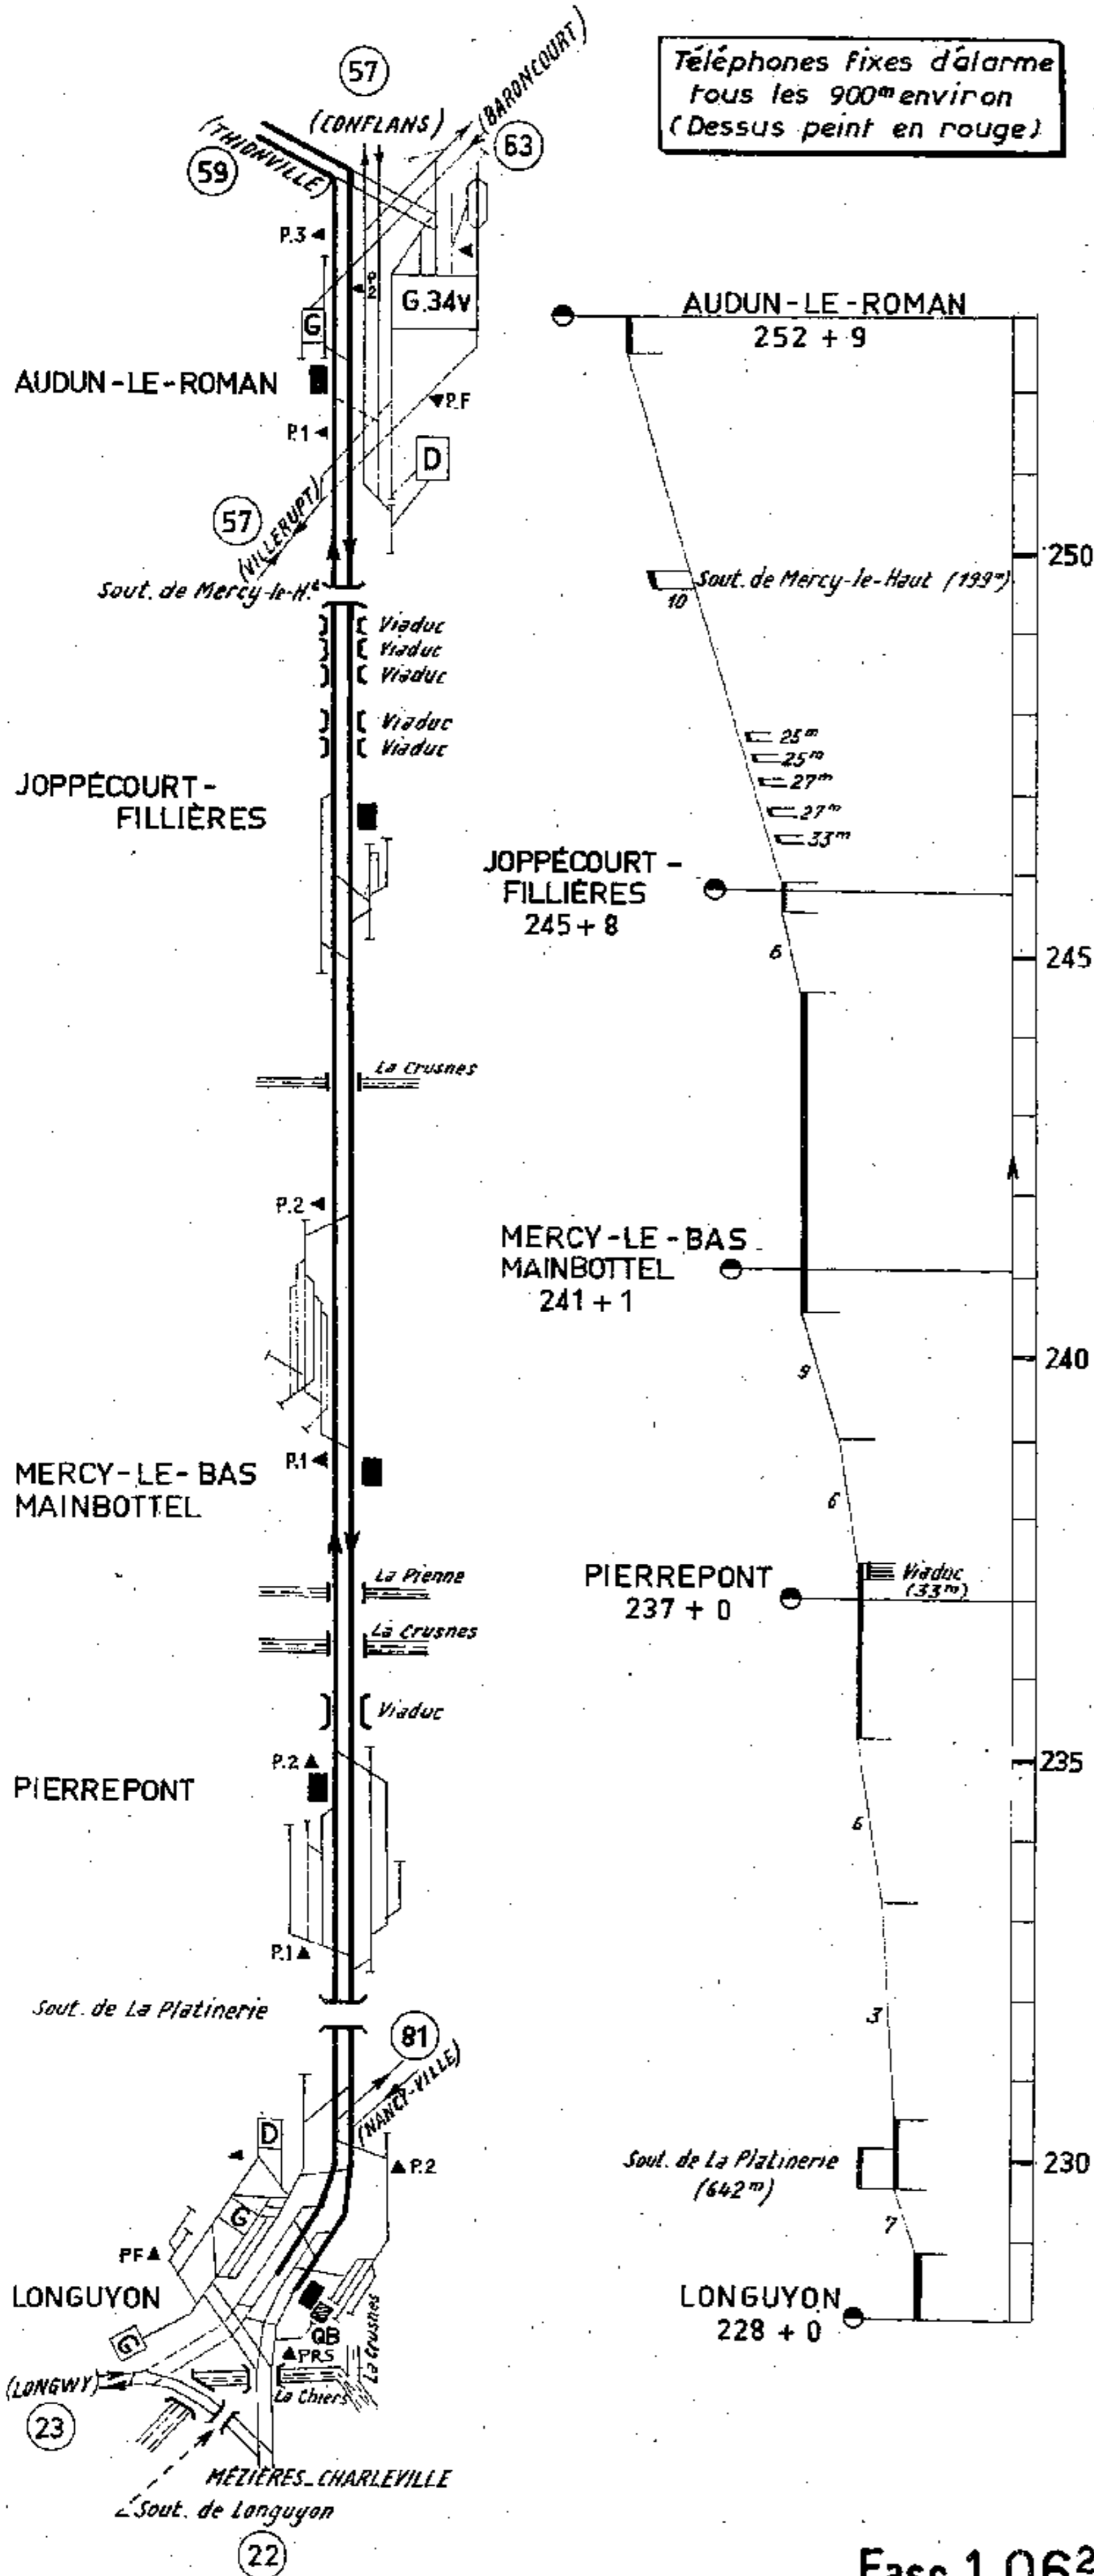 Téléphones fixes d'alarme
tous les 900m environ
(Dessus peint en rouge)
57
(CONFLANS)
(BARONCOURT)
63
(THIONVILLE)
59
P.3
P2
G
G.34v
AUDUN-LE-ROMAN
P.F
P.1
D
57
(VILLERUPT)
Sout. de Mercy-le-H.t
Viaduc
Viaduc
Viaduc
Viaduc
Viaduc
JOPPÉCOURT-
FILLIÈRES
La Crusnes
P.2
P.1
MERCY-LE-BAS
MAINBOTTEL
La Pienne
La Crusnes
Viaduc
P.2
PIERREPONT
P.1
Sout. de La Platinerie
81
(NANCY-VILLE)
D
P.2
G
PF
LONGUYON
G
QB
PRS
La Crusnes
La Chiers
(LONGWY)
23
MÉZIÈRES_CHARLEVILLE
Sout. de Longuyon
22
AUDUN-LE-ROMAN
252 + 9
250
Sout. de Mercy-le-Haut (199m)
10
25m
25m
27m
27m
33m
JOPPÉCOURT -
FILLIÈRES
245 + 8
6
245
MERCY-LE-BAS
MAINBOTTEL
241 + 1
240
9
6
PIERREPONT
237 + 0
Viaduc
(33m)
235
6
3
Sout. de La Platinerie
(642m)
230
7
LONGUYON
228 + 0
Fasc 1.06²